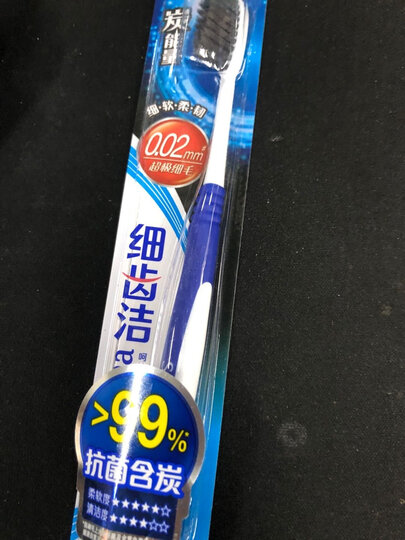 炭能量
细·软·柔·韧
0.02mm
超极细毛
细齿洁
>99%*
抗菌含炭
柔软度 ★★★★★☆
清洁度 ★★★★☆☆